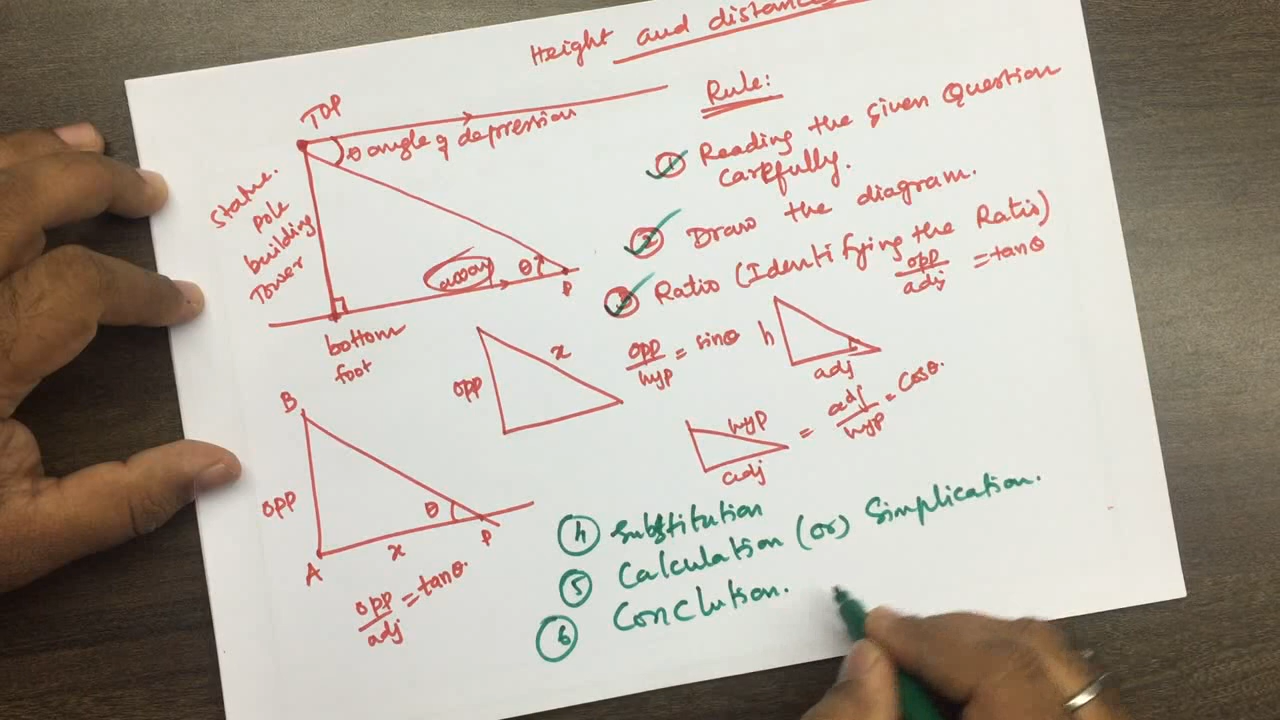 Height and distance
TOP
θ angle of depression
Statue.
pole
building
Tower
away
θ
P
bottom
foot
Rule:
1 Reading the given Question
carefully.
2 Draw the diagram.
3 Ratio (Identifying the Ratio)
opp
adj
= tanθ
opp
x
opp
hyp
= sinθ
h
adj
hyp
adj
= adj
hyp
= cosθ.
B
opp
θ
A
x
P
opp
adj
= tanθ.
4 Substitution
5 Calculation (or) Simplication.
6 Conclution.